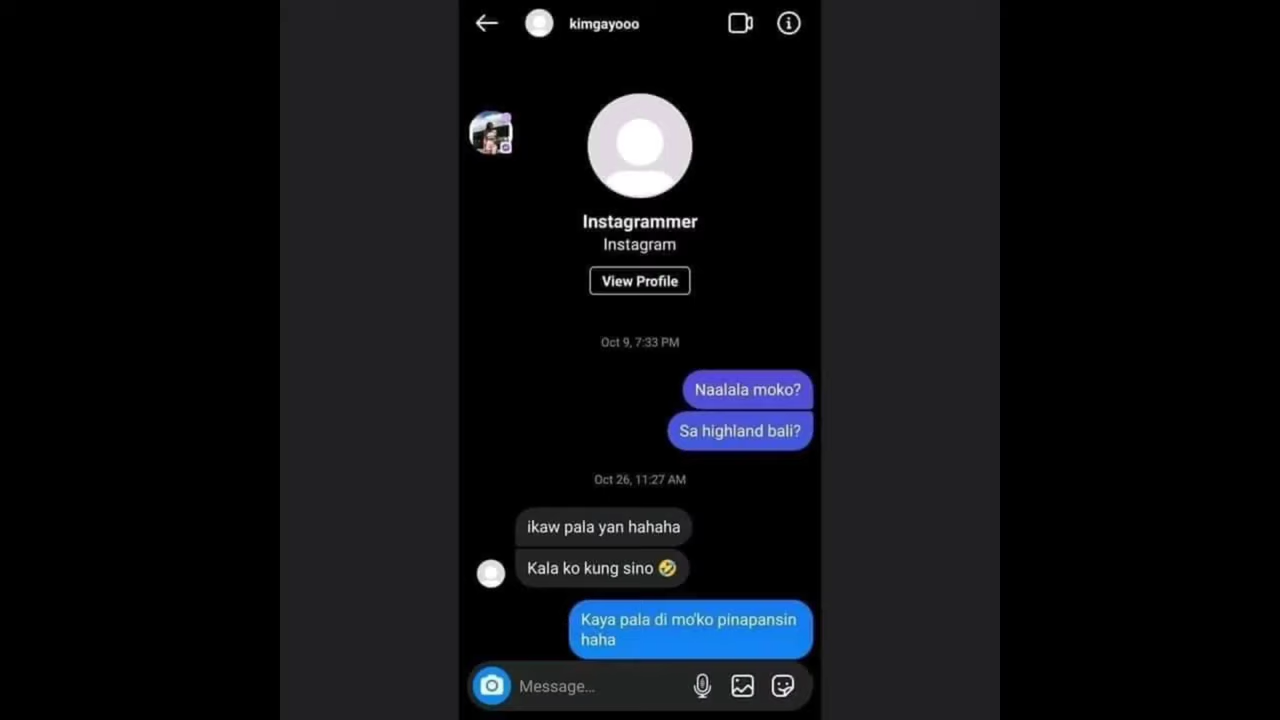 kimgayooo
Instagrammer
Instagram
View Profile
Oct 9, 7:33 PM
Naalala moko?
Sa highland bali?
Oct 26, 11:27 AM
ikaw pala yan hahaha
Kala ko kung sino 🤣
Kaya pala di mo'ko pinapansin
haha
Message...